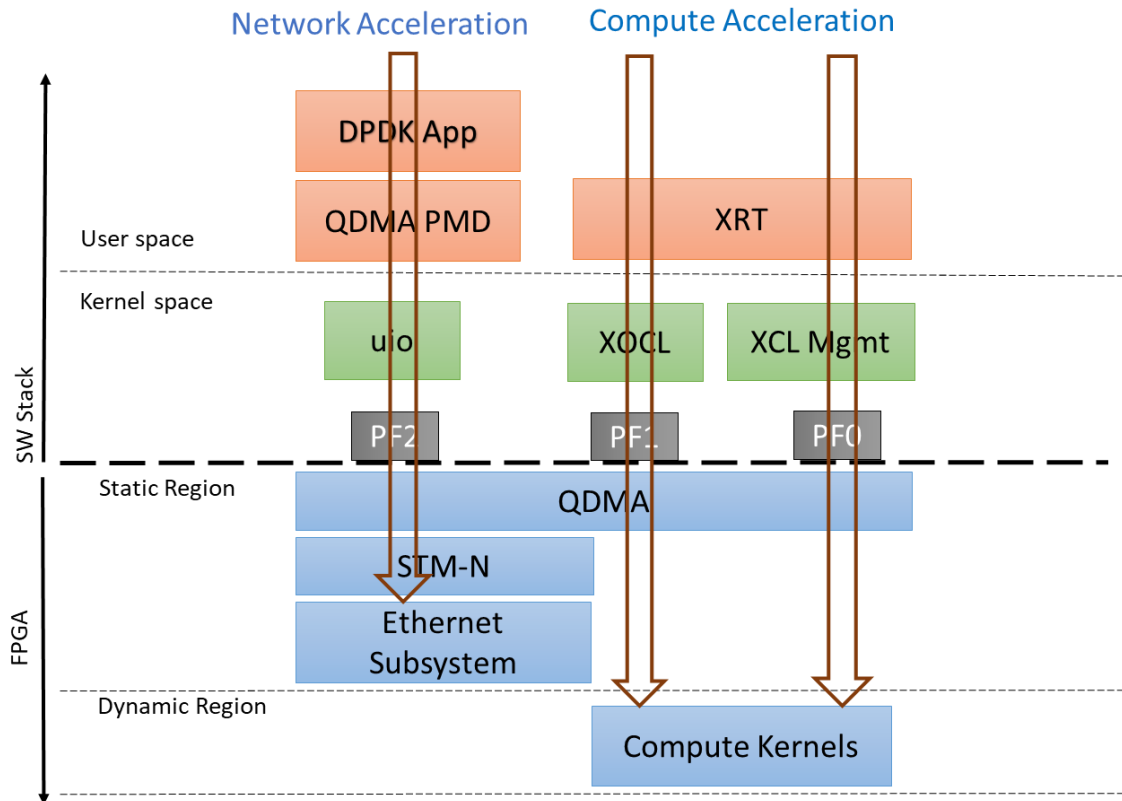 Network Acceleration
Compute Acceleration
DPDK App
QDMA PMD
XRT
User space
Kernel space
uio
XOCL
XCL Mgmt
SW Stack
PF2
PF1
PF0
Static Region
QDMA
STM-N
Ethernet
Subsystem
FPGA
Dynamic Region
Compute Kernels